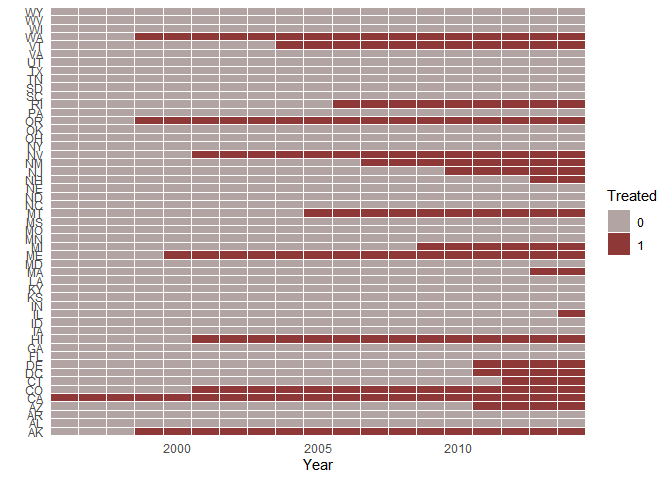 WY
WV
WI
WA
VT
VA
UT
TX
TN
SD
SC
RI
PA
OR
OK
OH
NY
NV
NM
NJ
NH
NE
ND
NC
MT
MS
MO
MN
MI
ME
MD
MA
LA
KY
KS
IN
IL
ID
IA
HI
GA
FL
DE
DC
CT
CO
CA
AZ
AR
AL
AK
2000 2005 2010
Year
Treated
0
1